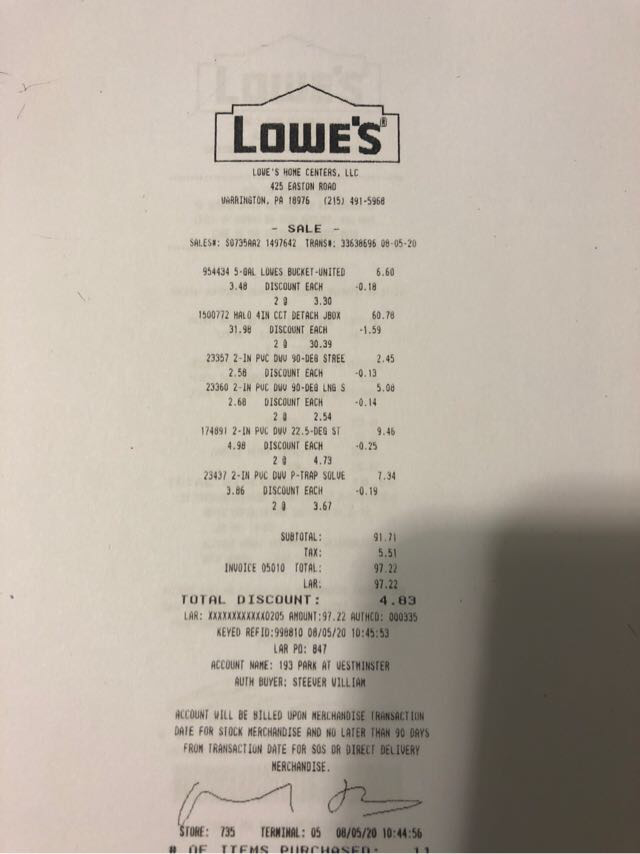 LOWE'S®
LOWE'S HOME CENTERS, LLC
425 EASTON ROAD
WARRINGTON, PA 18976 (215) 491-5968
- SALE -
SALES#: S0735AA2 1497642 TRANS#: 33638696 08-05-20
954434 5-GAL LOWES BUCKET-UNITED 6.60
3.48 DISCOUNT EACH -0.18
2 @ 3.30
1500772 HALO 4IN CCT DETACH JBOX 60.78
31.98 DISCOUNT EACH -1.59
2 @ 30.39
23357 2-IN PVC DWV 90-DEG STREE 2.45
2.58 DISCOUNT EACH -0.13
23360 2-IN PVC DWV 90-DEG LNG S 5.08
2.68 DISCOUNT EACH -0.14
2 @ 2.54
174891 2-IN PVC DWV 22.5-DEG ST 9.46
4.98 DISCOUNT EACH -0.25
2 @ 4.73
23437 2-IN PVC DWV P-TRAP SOLVE 7.34
3.86 DISCOUNT EACH -0.19
2 @ 3.67
SUBTOTAL: 91.71
TAX: 5.51
INVOICE 05010 TOTAL: 97.22
LAR: 97.22
TOTAL DISCOUNT: 4.83
LAR: XXXXXXXXXXXX0205 AMOUNT:97.22 AUTHCD: 000335
KEYED REFID:998810 08/05/20 10:45:53
LAR PO: 847
ACCOUNT NAME: 193 PARK AT WESTMINSTER
AUTH BUYER: STEEVER WILLIAM
ACCOUNT WILL BE BILLED UPON MERCHANDISE TRANSACTION
DATE FOR STOCK MERCHANDISE AND NO LATER THAN 90 DAYS
FROM TRANSACTION DATE FOR SOS OR DIRECT DELIVERY
MERCHANDISE.
STORE: 735 TERMINAL: 05 08/05/20 10:44:56
# OF ITEMS PURCHASED: 11